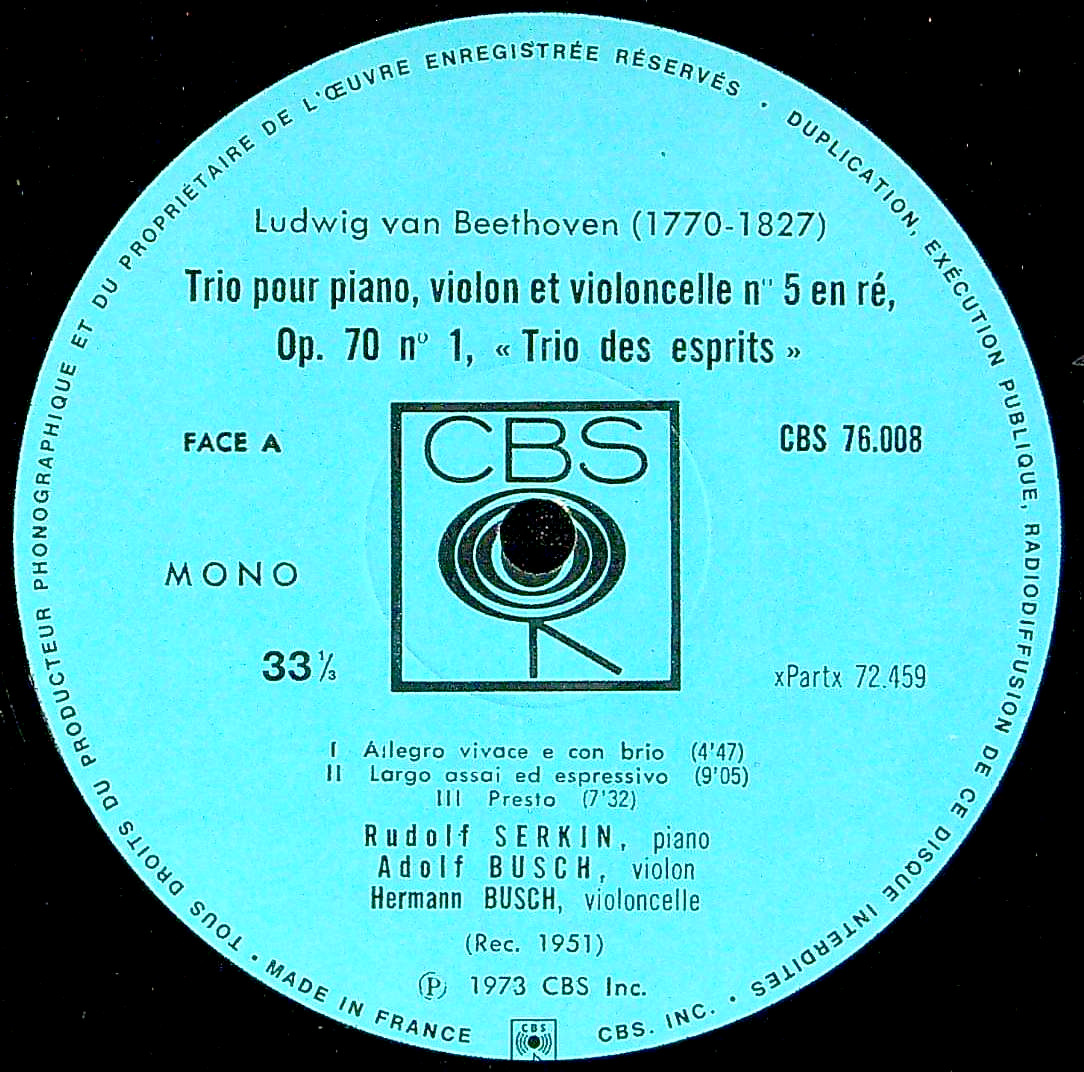 TOUS DROITS DU PRODUCTEUR PHONOGRAPHIQUE ET DU PROPRIÉTAIRE DE L'ŒUVRE ENREGISTRÉE RÉSERVÉS · DUPLICATION, EXÉCUTION PUBLIQUE, RADIODIFFUSION DE CE DISQUE INTERDITES ·
Ludwig van Beethoven (1770-1827)
Trio pour piano, violon et violoncelle n° 5 en ré,
Op. 70 n° 1, « Trio des esprits »
CBS
FACE A
CBS 76.008
MONO
33 ⅓
xPartx 72.459
I Allegro vivace e con brio (4'47)
II Largo assai ed espressivo (9'05)
III Presto (7'32)
Rudolf SERKIN, piano
Adolf BUSCH, violon
Hermann BUSCH, violoncelle
(Rec. 1951)
Ⓟ 1973 CBS Inc.
· MADE IN FRANCE
CBS
CBS. INC.